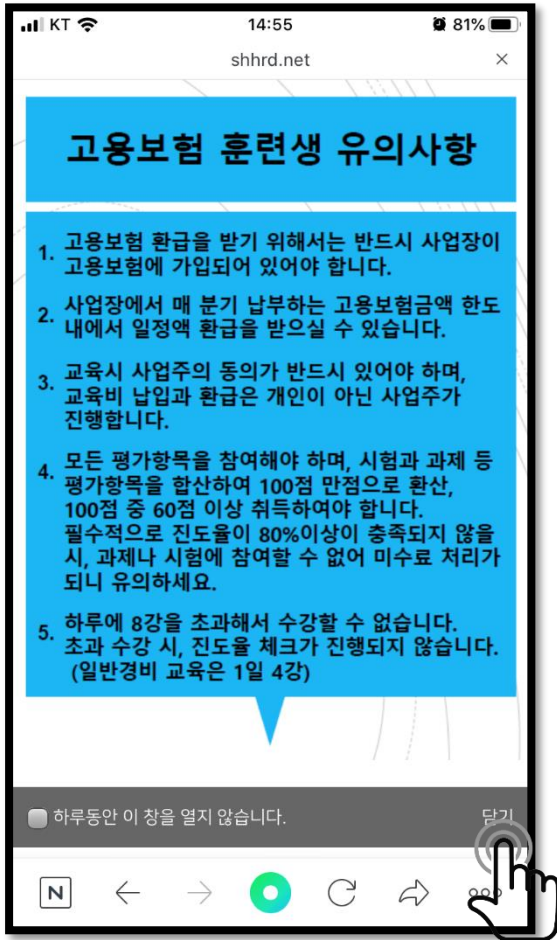 KT 14:55 81%
shhrd.net ×
고용보험 훈련생 유의사항
1. 고용보험 환급을 받기 위해서는 반드시 사업장이
고용보험에 가입되어 있어야 합니다.
2. 사업장에서 매 분기 납부하는 고용보험금액 한도
내에서 일정액 환급을 받으실 수 있습니다.
3. 교육시 사업주의 동의가 반드시 있어야 하며,
교육비 납입과 환급은 개인이 아닌 사업주가
진행합니다.
4. 모든 평가항목을 참여해야 하며, 시험과 과제 등
평가항목을 합산하여 100점 만점으로 환산,
100점 중 60점 이상 취득하여야 합니다.
필수적으로 진도율이 80%이상이 충족되지 않을
시, 과제나 시험에 참여할 수 없어 미수료 처리가
되니 유의하세요.
5. 하루에 8강을 초과해서 수강할 수 없습니다.
초과 수강 시, 진도율 체크가 진행되지 않습니다.
(일반경비 교육은 1일 4강)
하루동안 이 창을 열지 않습니다. 닫기
N